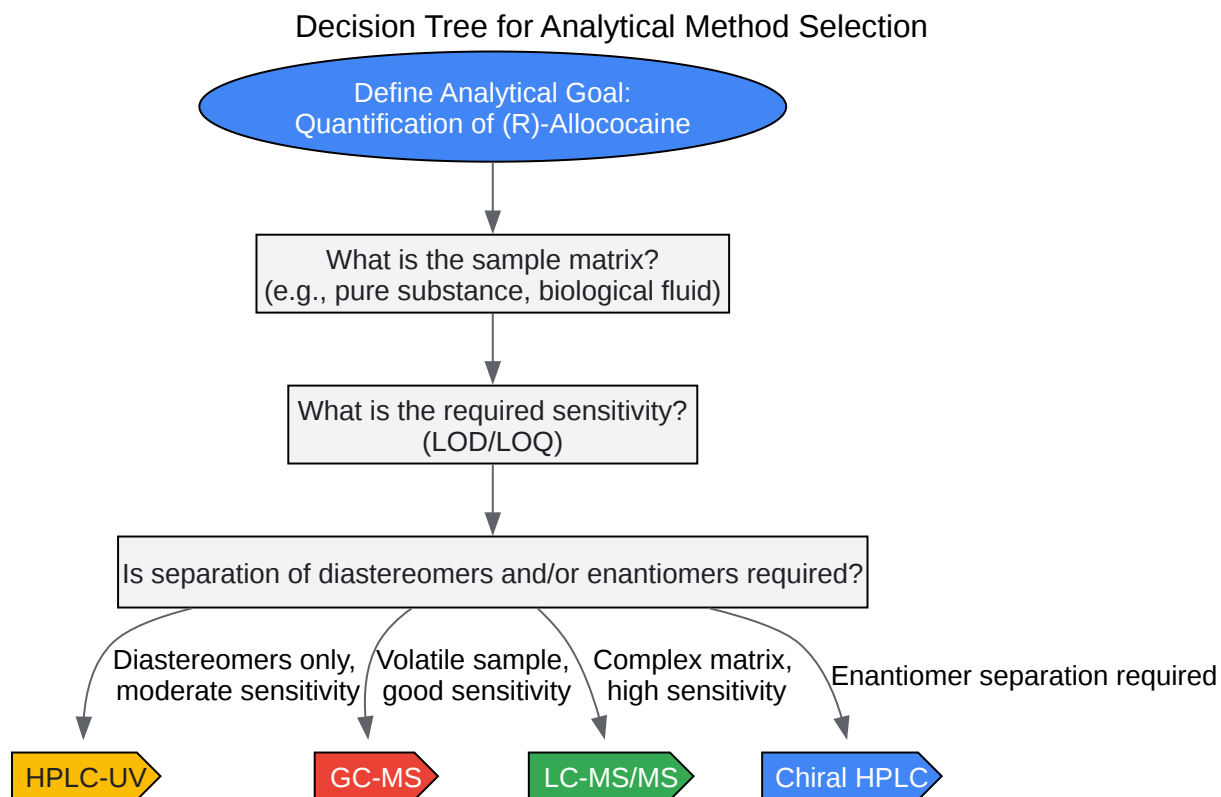 Decision Tree for Analytical Method Selection
Define Analytical Goal:
Quantification of (R)-Allococaine
What is the sample matrix?
(e.g., pure substance, biological fluid)
What is the required sensitivity?
(LOD/LOQ)
Is separation of diastereomers and/or enantiomers required?
Diastereomers only,
moderate sensitivity
Volatile sample,
good sensitivity
Complex matrix,
high sensitivity
Enantiomer separation required
HPLC-UV
GC-MS
LC-MS/MS
Chiral HPLC